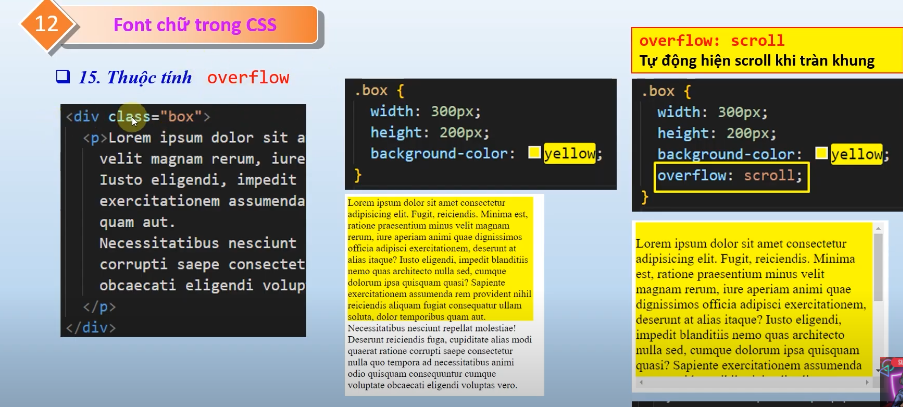 12
Font chữ trong CSS
15. Thuộc tính overflow
<div class="box">
<p>Lorem ipsum dolor sit a
velit magnam rerum, iure
Iusto eligendi, impedit
exercitationem assumenda
quam aut.
Necessitatibus nesciunt
corrupti saepe consectet
obcaecati eligendi volup
</p>
</div>
.box {
width: 300px;
height: 200px;
background-color: yellow;
}
Lorem ipsum dolor sit amet consectetur
adipisicing elit. Fugit, reiciendis. Minima est,
ratione praesentium minus velit magnam
rerum, iure aperiam animi quae dignissimos
officia adipisci exercitationem, deserunt at
alias itaque? Iusto eligendi, impedit blanditiis
nemo quas architecto nulla sed, cumque
dolorum ipsa quisquam quasi? Sapiente
exercitationem assumenda rem provident nihil
reiciendis aliquam fugiat consequatur ullam
soluta, dolor temporibus quam aut.
Necessitatibus nesciunt repellat molestiae!
Deserunt reiciendis fuga, cupiditate alias modi
quaerat ratione corrupti saepe consectetur
nulla quo tempora ad necessitatibus animi
odio quisquam consequuntur cumque
voluptate obcaecati eligendi voluptas vero.
overflow: scroll
Tự động hiện scroll khi tràn khung
.box {
width: 300px;
height: 200px;
background-color: yellow;
overflow: scroll;
}
Lorem ipsum dolor sit amet consectetur
adipisicing elit. Fugit, reiciendis. Minima
est, ratione praesentium minus velit
magnam rerum, iure aperiam animi quae
dignissimos officia adipisci exercitationem,
deserunt at alias itaque? Iusto eligendi,
impedit blanditiis nemo quas architecto
nulla sed, cumque dolorum ipsa quisquam
quasi? Sapiente exercitationem assumenda